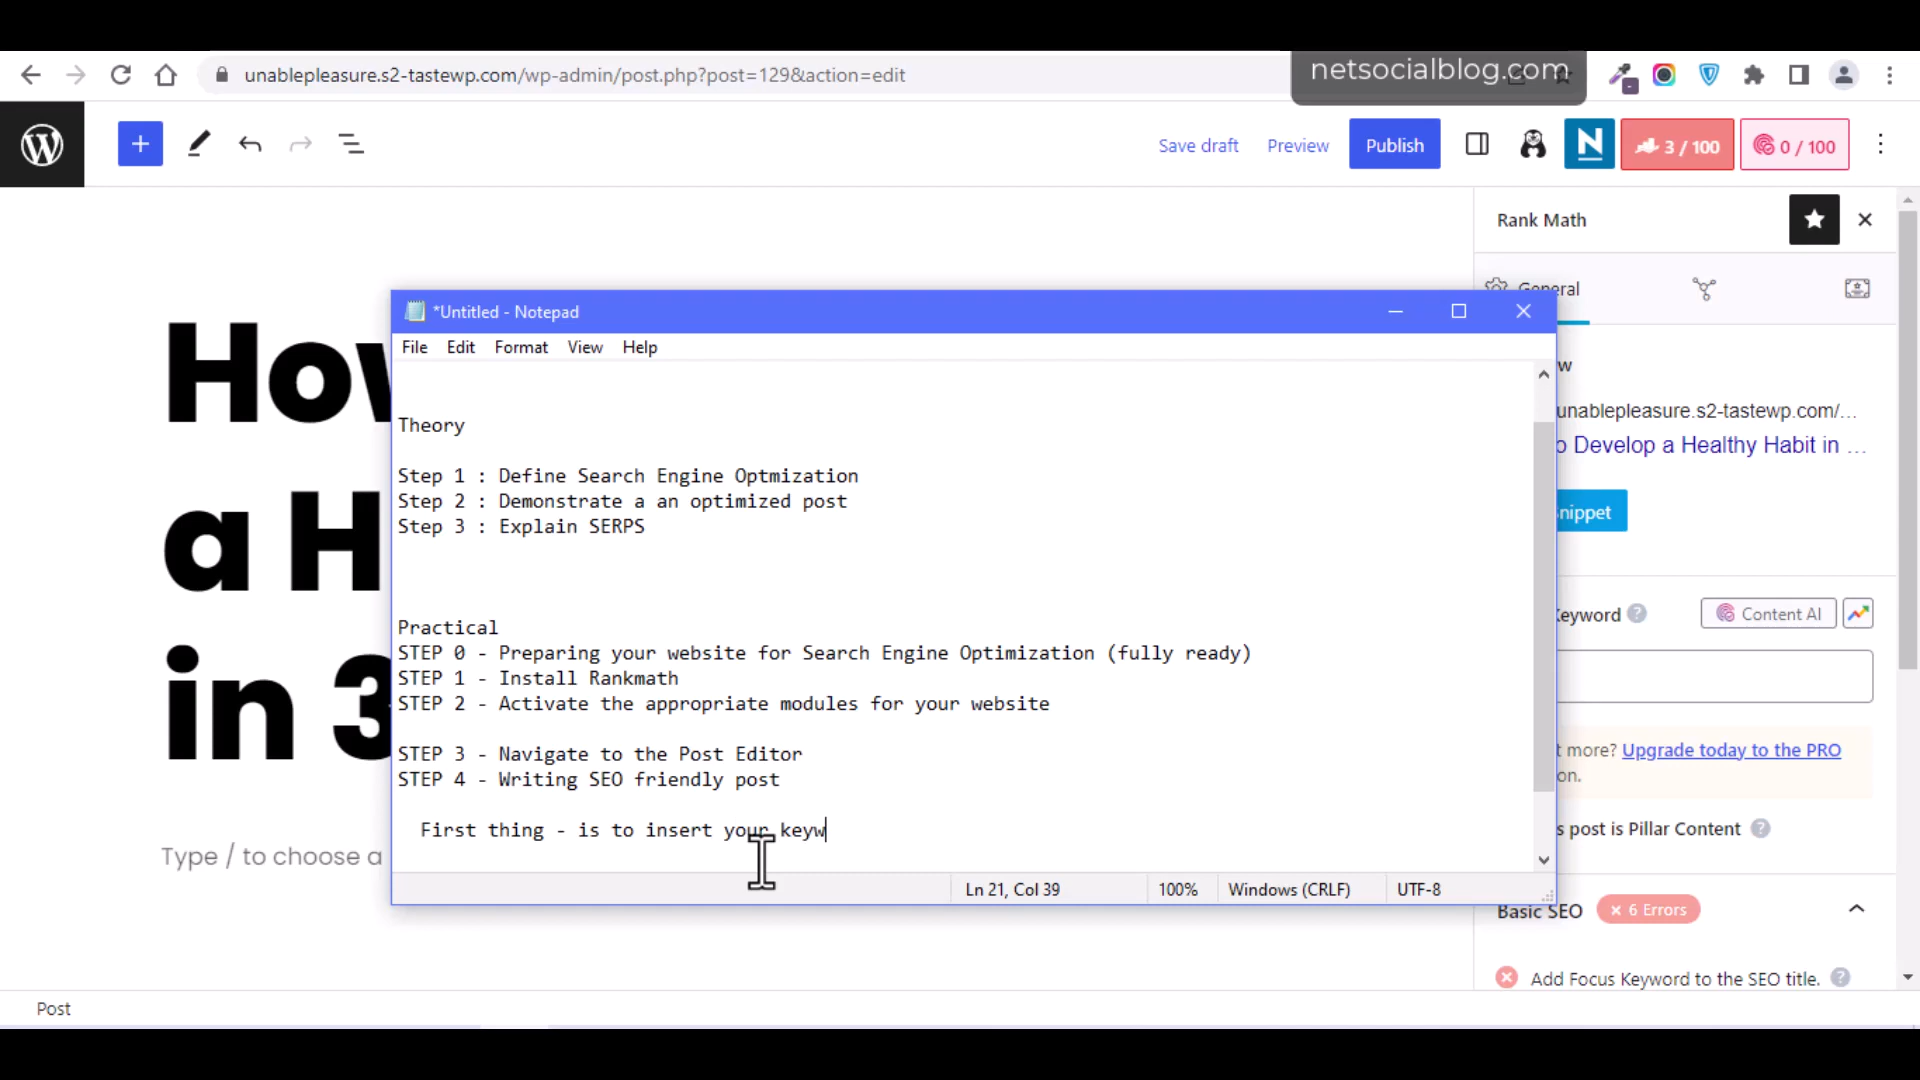 unablepleasure.s2-tastewp.com/wp-admin/post.php?post=129&action=edit
netsocialblog.com
Save draft
Preview
Publish
3 / 100
0 / 100
Rank Math
General
How
a H
in 3
Type / to choose a
*Untitled - Notepad
File Edit Format View Help
Theory
Step 1 : Define Search Engine Optmization
Step 2 : Demonstrate a an optimized post
Step 3 : Explain SERPS
Practical
STEP 0 - Preparing your website for Search Engine Optimization (fully ready)
STEP 1 - Install Rankmath
STEP 2 - Activate the appropriate modules for your website
STEP 3 - Navigate to the Post Editor
STEP 4 - Writing SEO friendly post
First thing - is to insert your keyw
Ln 21, Col 39
100%
Windows (CRLF)
UTF-8
w
unablepleasure.s2-tastewp.com/...
o Develop a Healthy Habit in ...
Snippet
Keyword
Content AI
t more? Upgrade today to the PRO
on.
s post is Pillar Content
Basic SEO
6 Errors
Add Focus Keyword to the SEO title.
Post